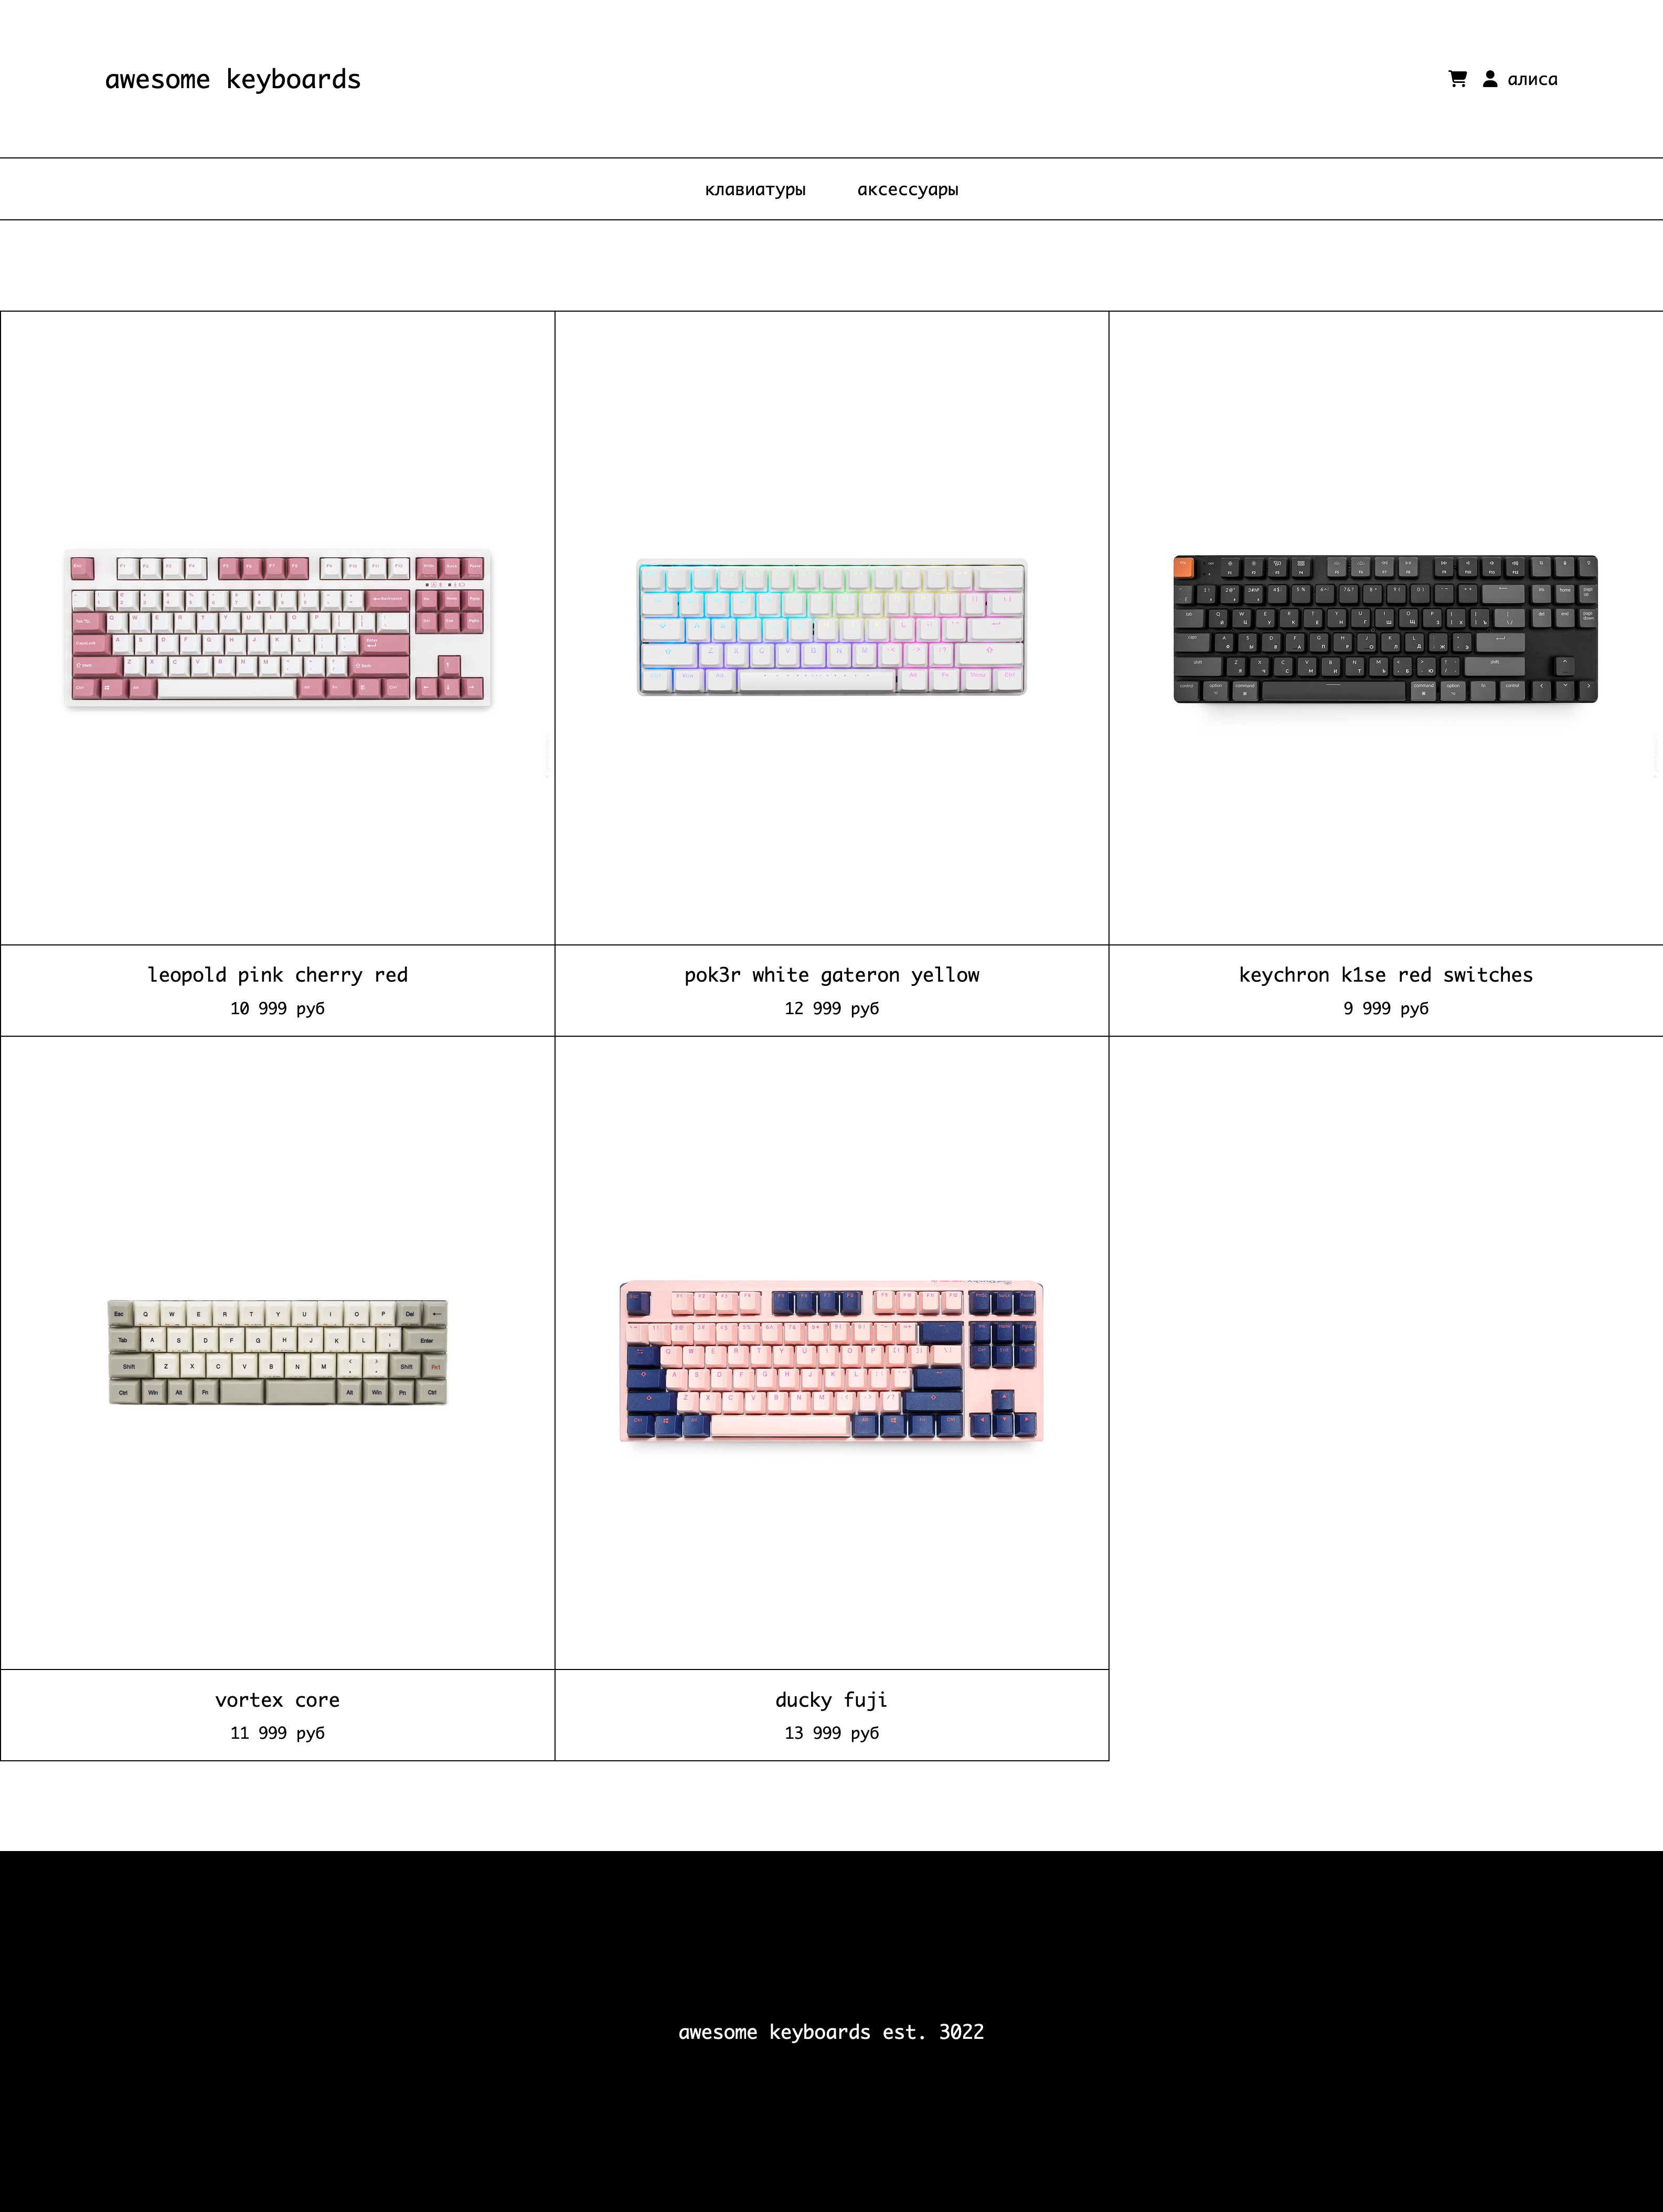 awesome keyboards
алиса
клавиатуры аксессуары
leopold pink cherry red
10 999 руб
pok3r white gateron yellow
12 999 руб
keychron k1se red switches
9 999 руб
vortex core
11 999 руб
ducky fuji
13 999 руб
awesome keyboards est. 3022